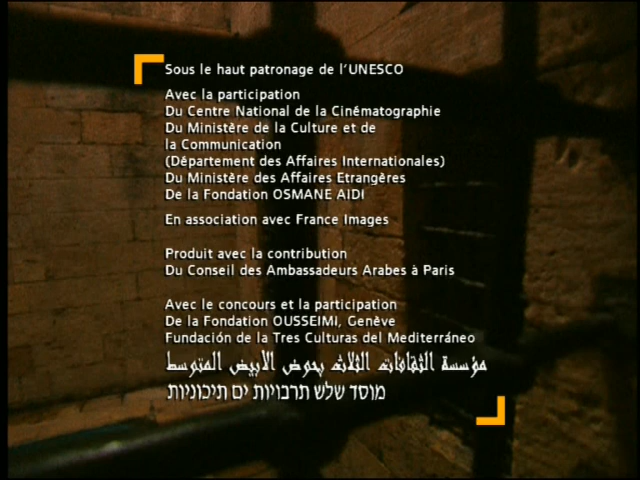 Sous le haut patronage de l'UNESCO
Avec la participation
Du Centre National de la Cinématographie
Du Ministère de la Culture et de
la Communication
(Département des Affaires Internationales)
Du Ministère des Affaires Etrangères
De la Fondation OSMANE AIDI
En association avec France Images
Produit avec la contribution
Du Conseil des Ambassadeurs Arabes à Paris
Avec le concours et la participation
De la Fondation OUSSEIMI, Genêve
Fundación de la Tres Culturas del Mediterráneo
مؤسسة الثقافات الثلاث بحوض الابيض المتوسط
מוסד שלש תרבויות ים תיכוניות